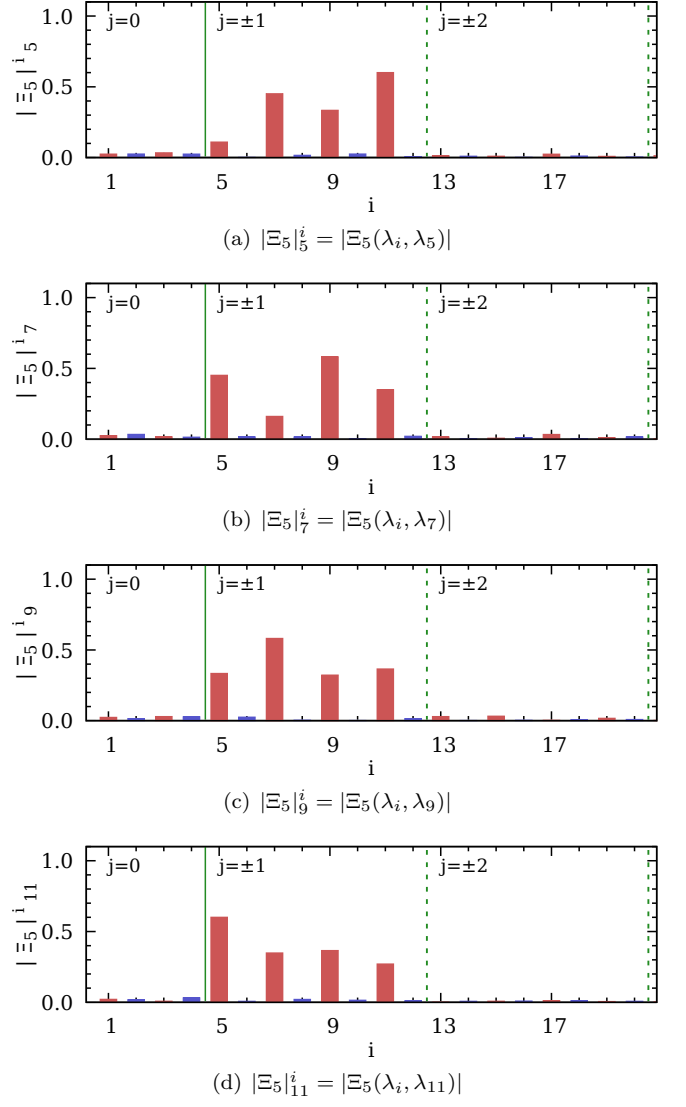 1.0
j=0 j=±1 j=±2
0.5
0.0
| Ξ₅ | ⁱ ₅
1 5 9 13 17
i
(a) |Ξ₅|ⁱ₅ = |Ξ₅(λᵢ, λ₅)|
1.0
j=0 j=±1 j=±2
0.5
0.0
| Ξ₅ | ⁱ ₇
1 5 9 13 17
i
(b) |Ξ₅|ⁱ₇ = |Ξ₅(λᵢ, λ₇)|
1.0
j=0 j=±1 j=±2
0.5
0.0
| Ξ₅ | ⁱ ₉
1 5 9 13 17
i
(c) |Ξ₅|ⁱ₉ = |Ξ₅(λᵢ, λ₉)|
1.0
j=0 j=±1 j=±2
0.5
0.0
| Ξ₅ | ⁱ ₁₁
1 5 9 13 17
i
(d) |Ξ₅|ⁱ₁₁ = |Ξ₅(λᵢ, λ₁₁)|